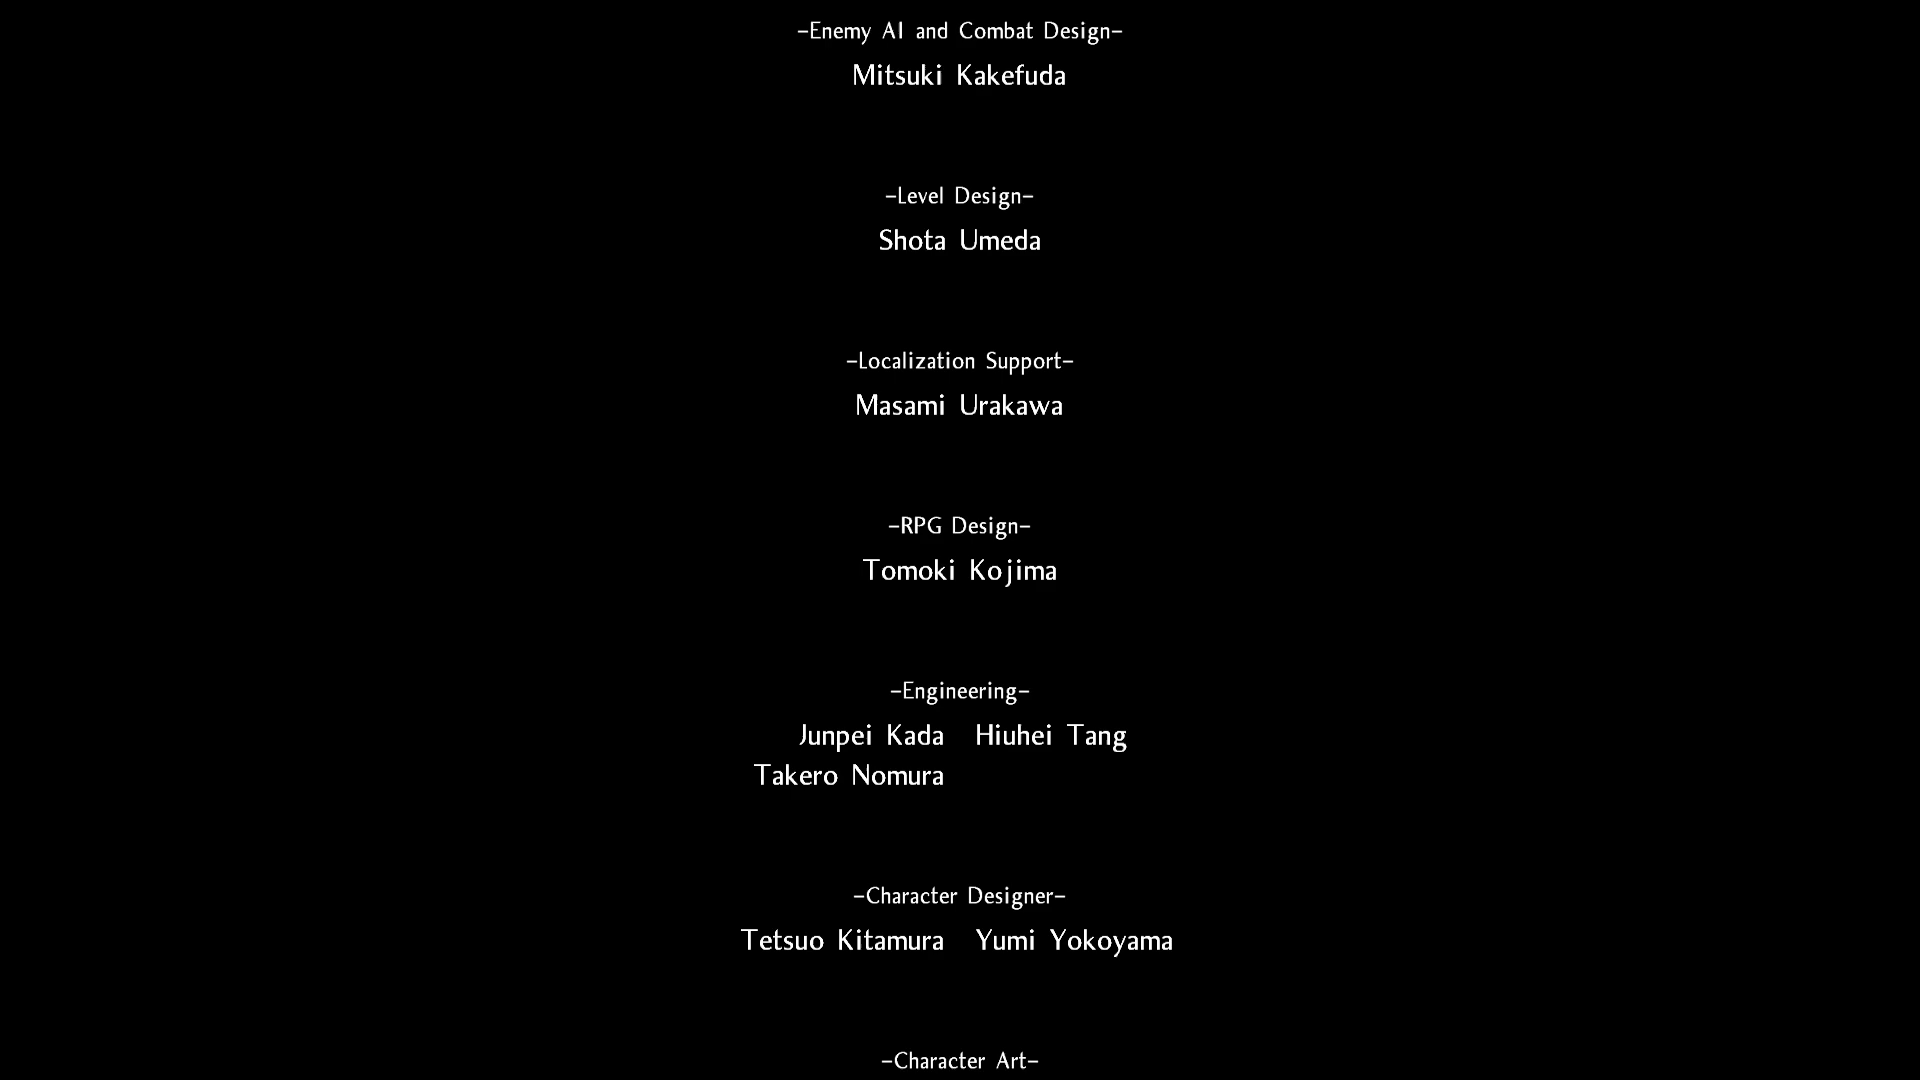 -Enemy AI and Combat Design-
Mitsuki Kakefuda
-Level Design-
Shota Umeda
-Localization Support-
Masami Urakawa
-RPG Design-
Tomoki Kojima
-Engineering-
Junpei Kada Hiuhei Tang
Takero Nomura
-Character Designer-
Tetsuo Kitamura Yumi Yokoyama
-Character Art-